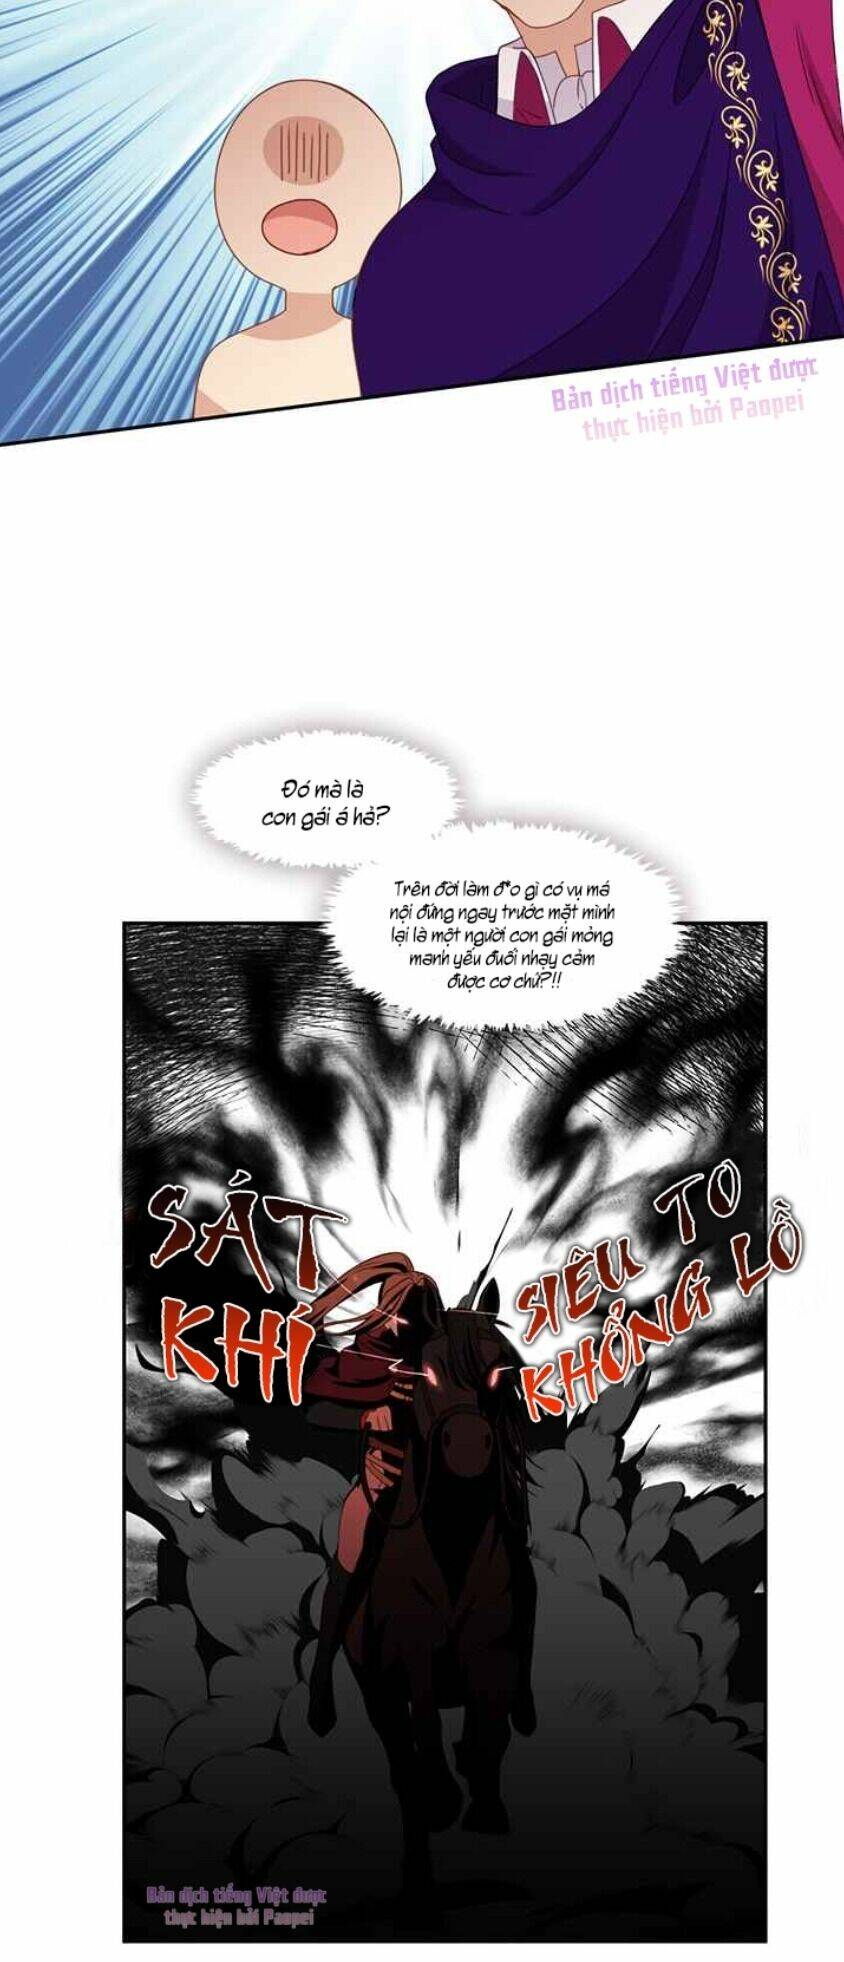 Bản dịch tiếng Việt được
thực hiện bởi Paopei
Đó mà là
con gái á hả?
Trên đời làm đ*o gì có vụ má
nội đứng ngay trước mặt mình
lại là một người con gái mỏng
manh yếu đuối nhạy cảm
được cơ chứ?!!
SÁT
KHÍ
SIÊU TO
KHỔNG LỒ
Bản dịch tiếng Việt được
thực hiện bởi Paopei